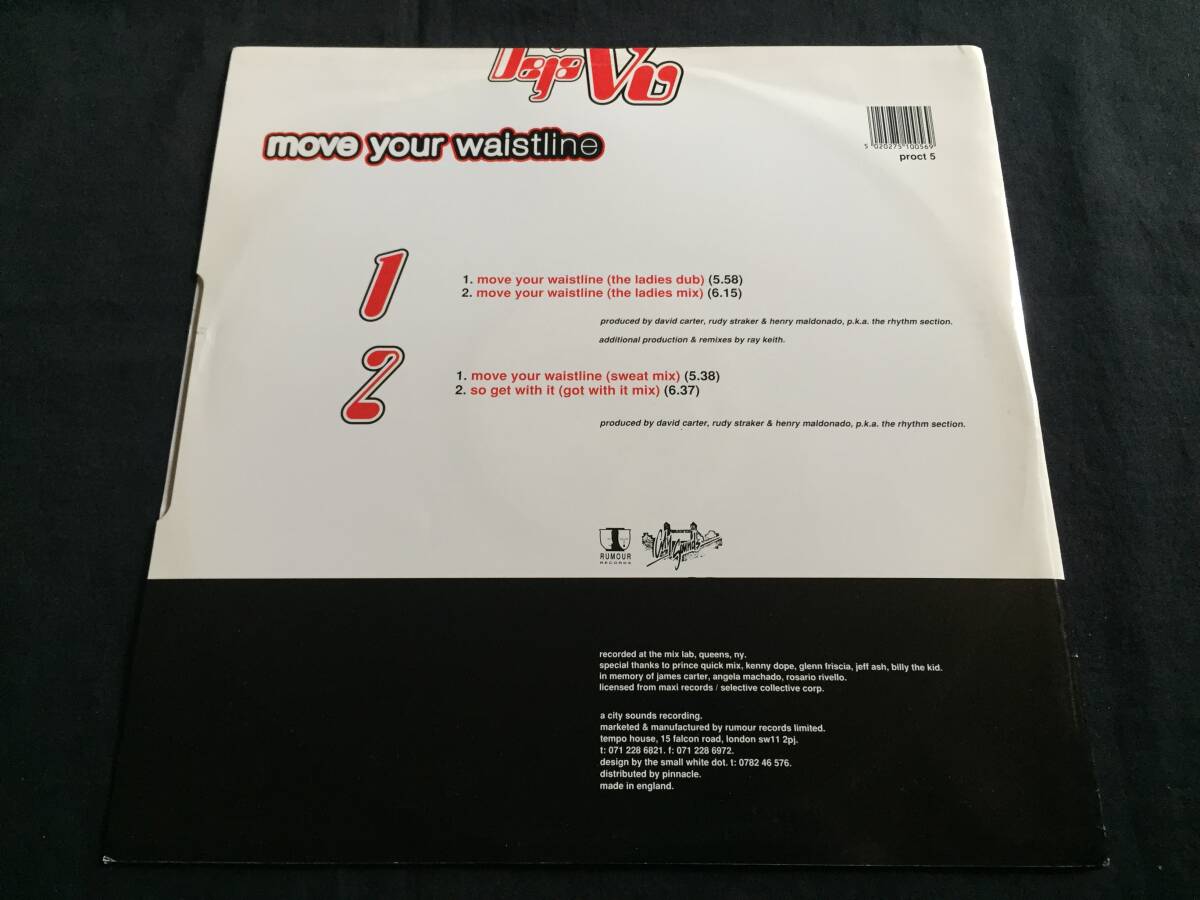 Deja Vu
move your waistline
5 020275 100569
proct 5
1
1. move your waistline (the ladies dub) (5.58)
2. move your waistline (the ladies mix) (6.15)
produced by david carter, rudy straker & henry maldonado, p.k.a. the rhythm section.
additional production & remixes by ray keith.
2
1. move your waistline (sweat mix) (5.38)
2. so get with it (got with it mix) (6.37)
produced by david carter, rudy straker & henry maldonado, p.k.a. the rhythm section.
RUMOUR
RECORDS
City Sounds
recorded at the mix lab, queens, ny.
special thanks to prince quick mix, kenny dope, glenn friscia, jeff ash, billy the kid.
in memory of james carter, angela machado, rosario rivello.
licensed from maxi records / selective collective corp.
a city sounds recording.
marketed & manufactured by rumour records limited.
tempo house, 15 falcon road, london sw11 2pj.
t: 071 228 6821. f: 071 228 6972.
design by the small white dot. t: 0782 46 576.
distributed by pinnacle.
made in england.